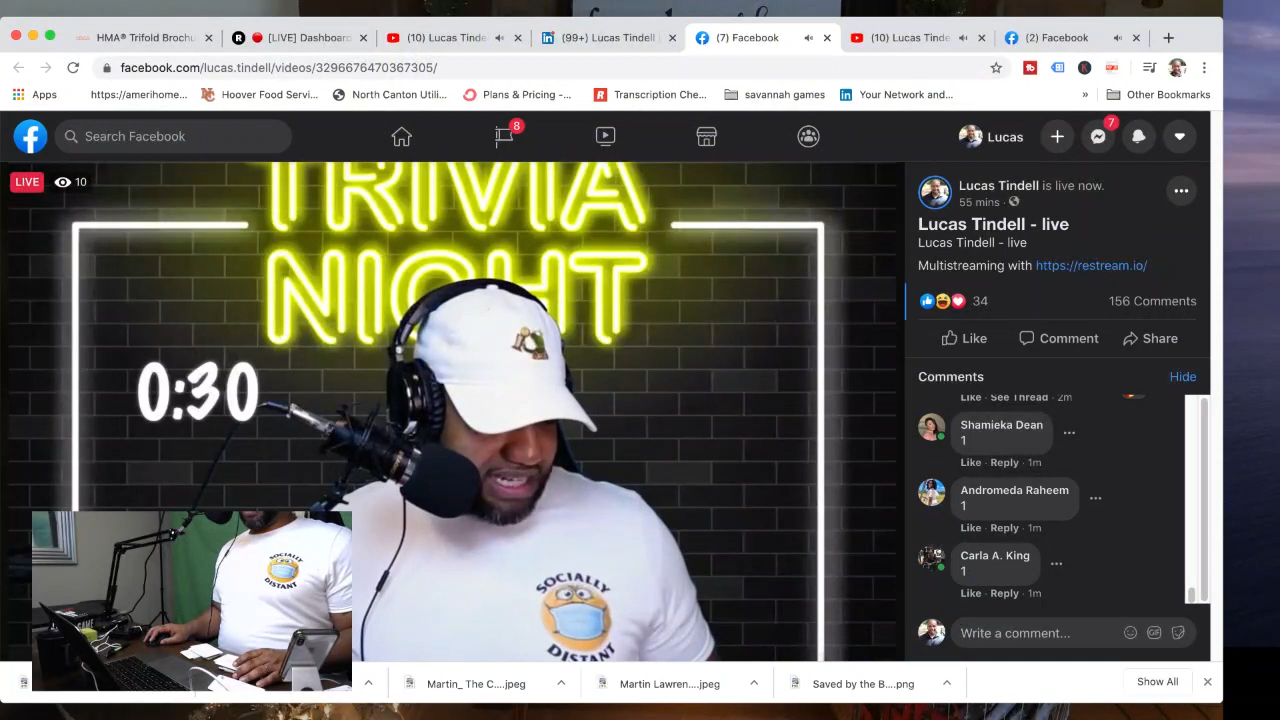 HMA® Trifold Brochu
[LIVE] Dashboar
(10) Lucas Tinde
(99+) Lucas Tindell
(7) Facebook
(10) Lucas Tinde
(2) Facebook
facebook.com/lucas.tindell/videos/3296676470367305/
Apps
https://amerihome...
Hoover Food Servi...
North Canton Utili...
Plans & Pricing -...
Transcription Che...
savannah games
Your Network and...
»
Other Bookmarks
Search Facebook
8
Lucas
7
LIVE
10
TRIVIA
NIGHT
0:30
SOCIALLY
DISTANT
SOCIALLY
DISTANT
GAME
Lucas Tindell is live now.
55 mins ·
Lucas Tindell - live
Lucas Tindell - live
Multistreaming with https://restream.io/
34
156 Comments
Like
Comment
Share
Comments
Hide
Like · See Thread · 2m
Shamieka Dean
1
Like · Reply · 1m
Andromeda Raheem
1
Like · Reply · 1m
Carla A. King
1
Like · Reply · 1m
Write a comment...
GIF
Martin_ The C....jpeg
Martin Lawren....jpeg
Saved by the B....png
Show All